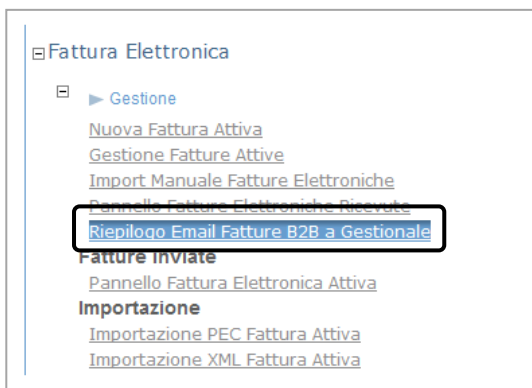 Fattura Elettronica
Gestione
Nuova Fattura Attiva
Gestione Fatture Attive
Import Manuale Fatture Elettroniche
Pannello Fatture Elettroniche Ricevute
Riepilogo Email Fatture B2B a Gestionale
Fatture Inviate
Pannello Fattura Elettronica Attiva
Importazione
Importazione PEC Fattura Attiva
Importazione XML Fattura Attiva